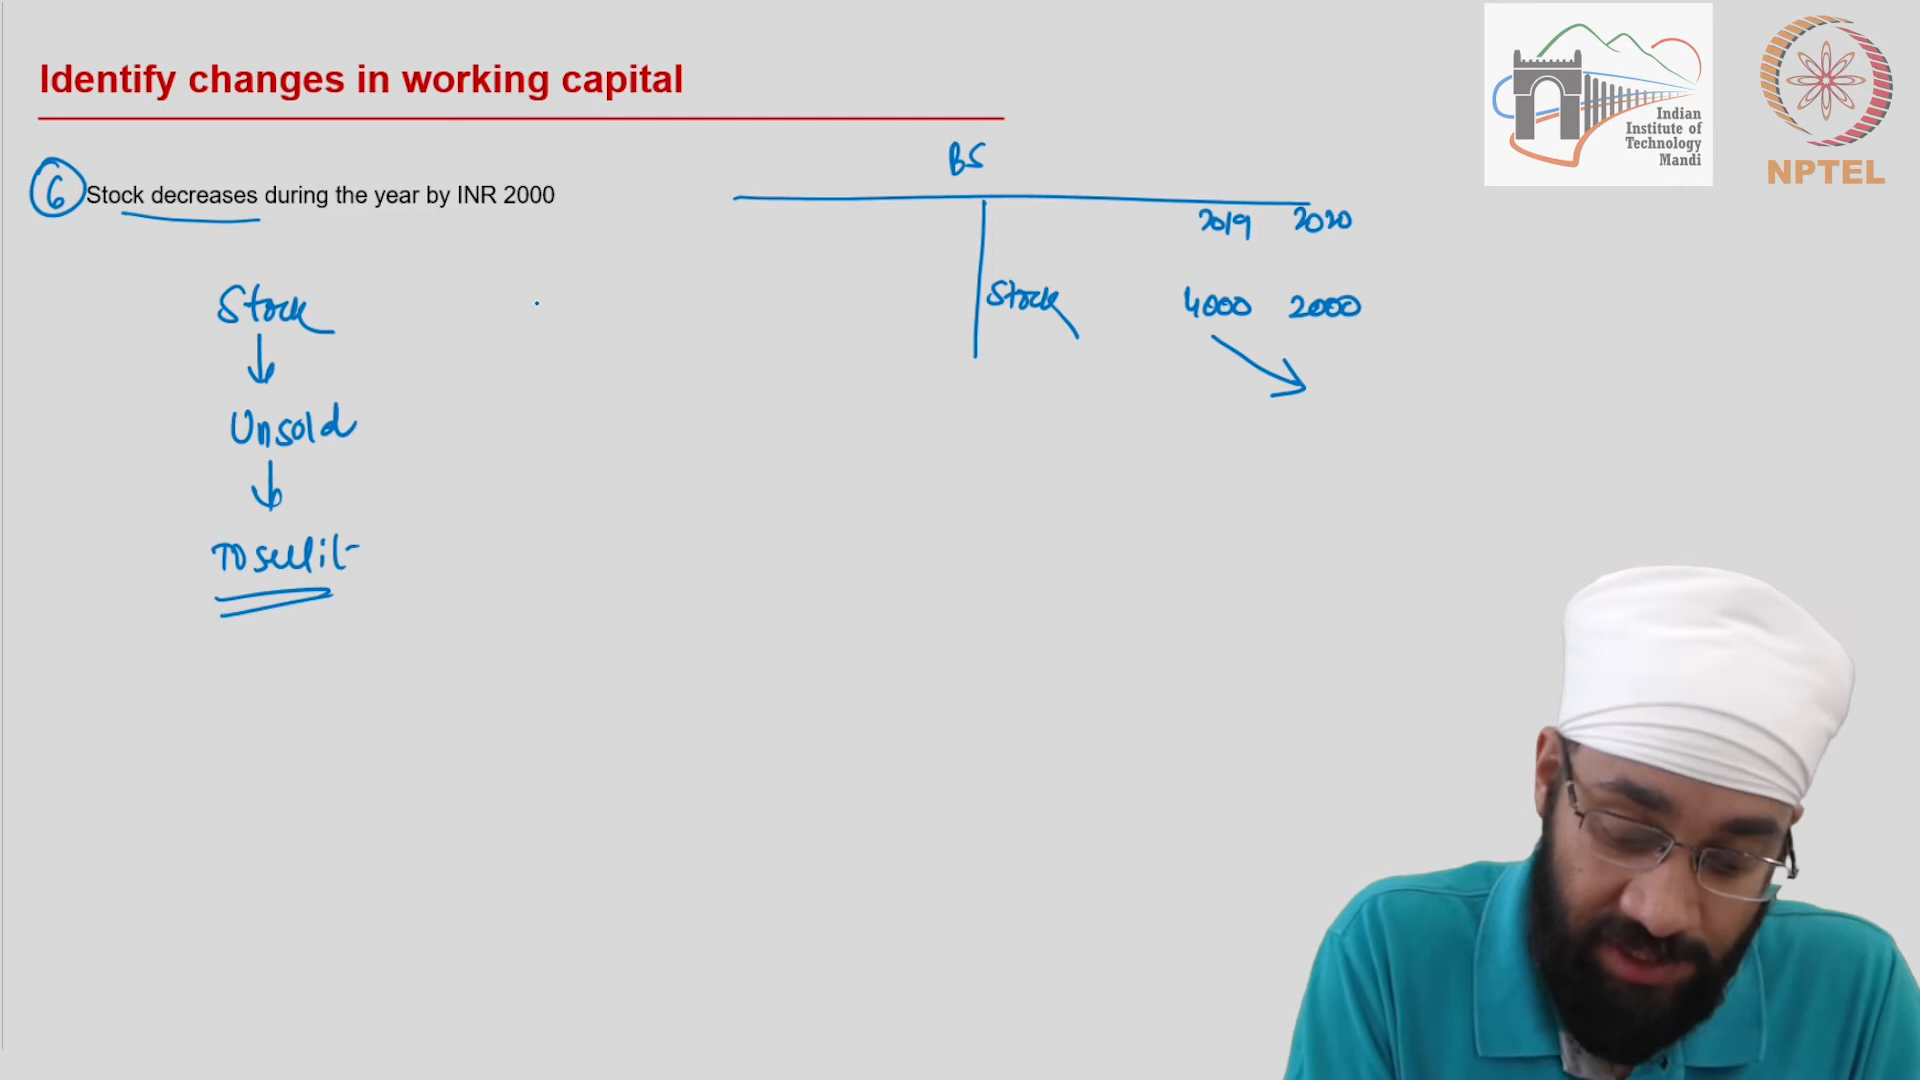 Identify changes in working capital
6 Stock decreases during the year by INR 2000
BS
2019 2020
Stock 4000 2000
Stock
Unsold
To sell it
Indian
Institute of
Technology
Mandi
NPTEL